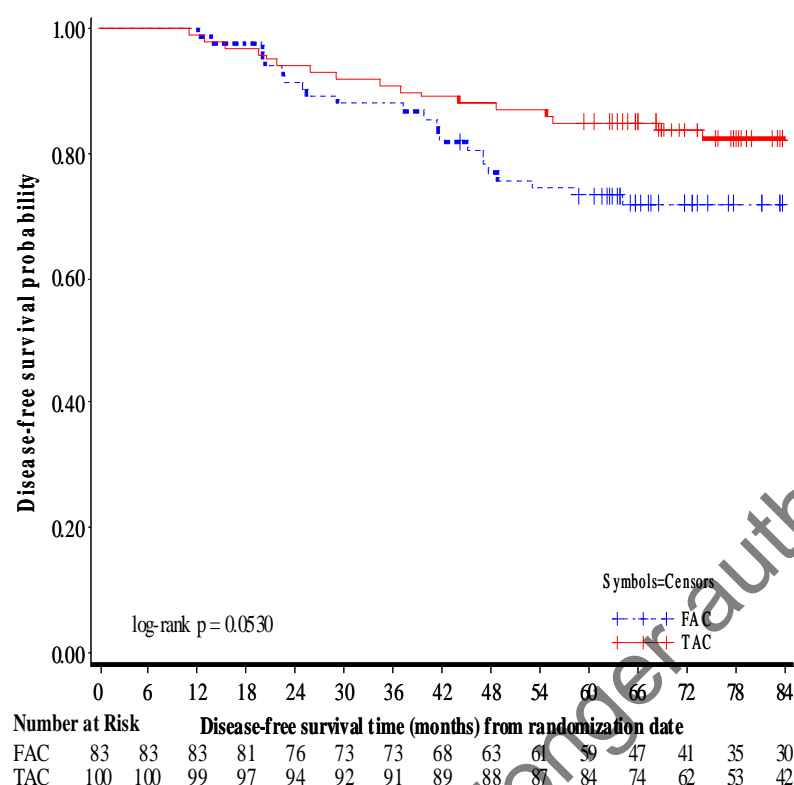 1.00
0.80
0.60
0.40
0.20
0.00
Disease-free survival probability
Symbols=Censors
FAC
TAC
log-rank p = 0.0530
0 6 12 18 24 30 36 42 48 54 60 66 72 78 84
Number at Risk Disease-free survival time (months) from randomization date
FAC 83 83 83 81 76 73 73 68 63 61 59 47 41 35 30
TAC 100 100 99 97 94 92 91 89 88 87 84 74 62 53 42